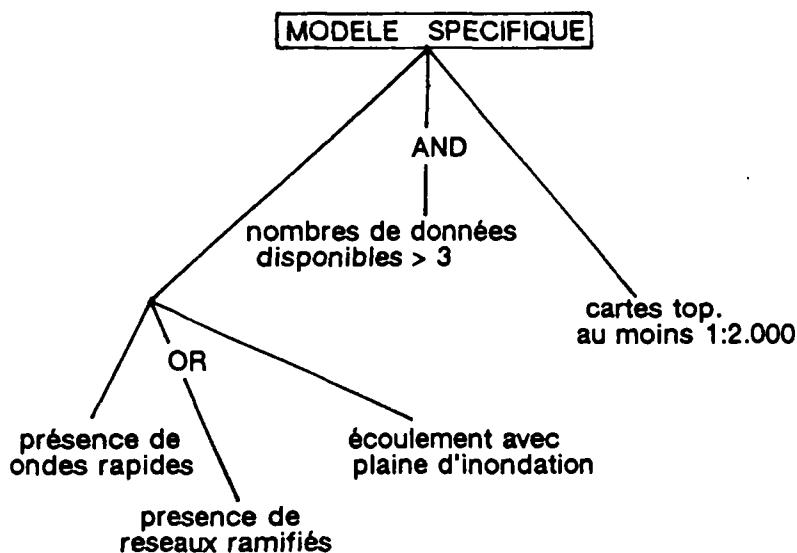 MODELE SPECIFIQUE
AND
nombres de données
disponibles > 3
cartes top.
au moins 1:2.000
OR
présence de
ondes rapides
écoulement avec
plaine d'inondation
presence de
reseaux ramifiés